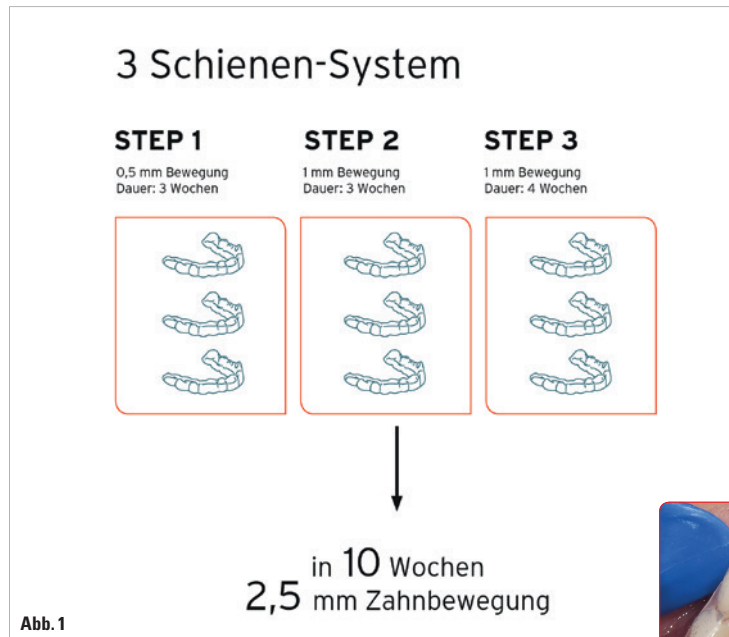 3 Schienen-System
STEP 1
0,5 mm Bewegung
Dauer: 3 Wochen
STEP 2
1 mm Bewegung
Dauer: 3 Wochen
STEP 3
1 mm Bewegung
Dauer: 4 Wochen
in 10 Wochen
2,5 mm Zahnbewegung
Abb. 1